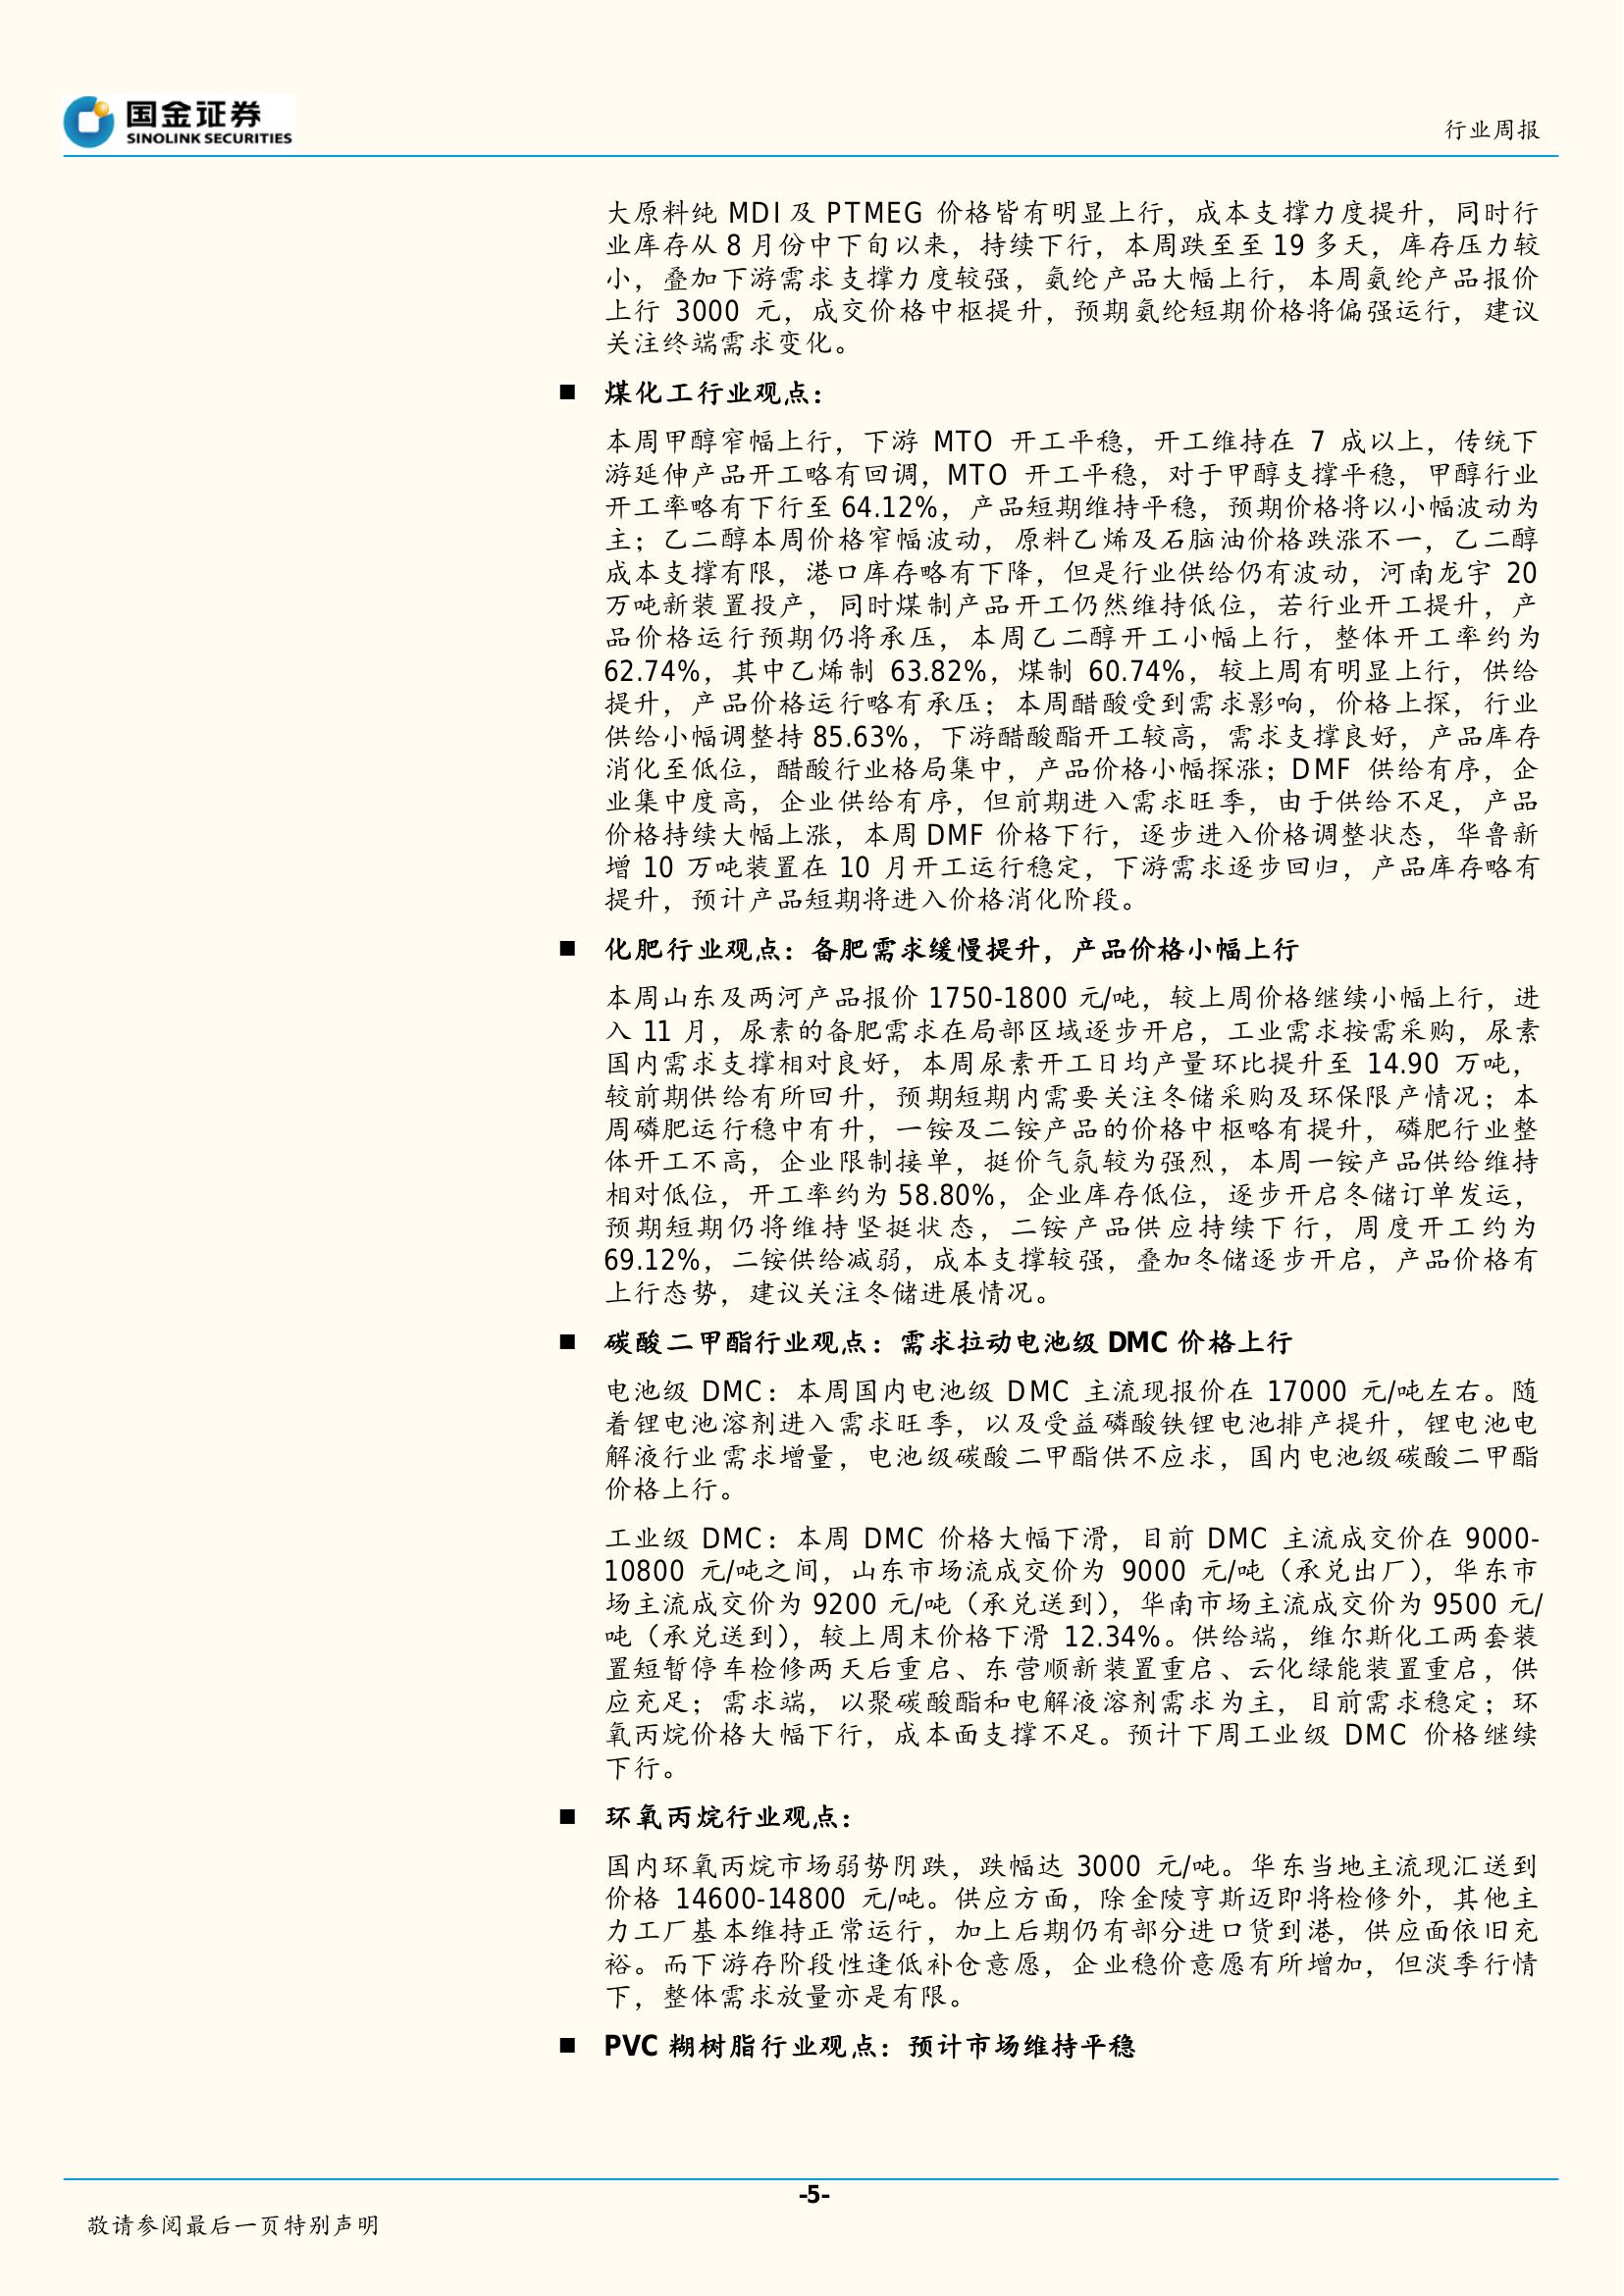 国金证券
SINOLINK SECURITIES
行业周报
大原料纯 MDI 及 PTMEG 价格皆有明显上行，成本支撑力度提升，同时行
业库存从 8 月份中下旬以来，持续下行，本周跌至至 19 多天，库存压力较
小，叠加下游需求支撑力度较强，氨纶产品大幅上行，本周氨纶产品报价
上行 3000 元，成交价格中枢提升，预期氨纶短期价格将偏强运行，建议
关注终端需求变化。
■ 煤化工行业观点：
本周甲醇窄幅上行，下游 MTO 开工平稳，开工维持在 7 成以上，传统下
游延伸产品开工略有回调，MTO 开工平稳，对于甲醇支撑平稳，甲醇行业
开工率略有下行至 64.12%，产品短期维持平稳，预期价格将以小幅波动为
主；乙二醇本周价格窄幅波动，原料乙烯及石脑油价格跌涨不一，乙二醇
成本支撑有限，港口库存略有下降，但是行业供给仍有波动，河南龙宇 20
万吨新装置投产，同时煤制产品开工仍然维持低位，若行业开工提升，产
品价格运行预期仍将承压，本周乙二醇开工小幅上行，整体开工率约为
62.74%，其中乙烯制 63.82%，煤制 60.74%，较上周有明显上行，供给
提升，产品价格运行略有承压；本周醋酸受到需求影响，价格上探，行业
供给小幅调整持 85.63%，下游醋酸酯开工较高，需求支撑良好，产品库存
消化至低位，醋酸行业格局集中，产品价格小幅探涨；DMF 供给有序，企
业集中度高，企业供给有序，但前期进入需求旺季，由于供给不足，产品
价格持续大幅上涨，本周 DMF 价格下行，逐步进入价格调整状态，华鲁新
增 10 万吨装置在 10 月开工运行稳定，下游需求逐步回归，产品库存略有
提升，预计产品短期将进入价格消化阶段。
■ 化肥行业观点：备肥需求缓慢提升，产品价格小幅上行
本周山东及两河产品报价 1750-1800 元/吨，较上周价格继续小幅上行，进
入 11 月，尿素的备肥需求在局部区域逐步开启，工业需求按需采购，尿素
国内需求支撑相对良好，本周尿素开工日均产量环比提升至 14.90 万吨，
较前期供给有所回升，预期短期内需要关注冬储采购及环保限产情况；本
周磷肥运行稳中有升，一铵及二铵产品的价格中枢略有提升，磷肥行业整
体开工不高，企业限制接单，挺价气氛较为强烈，本周一铵产品供给维持
相对低位，开工率约为 58.80%，企业库存低位，逐步开启冬储订单发运，
预期短期仍将维持坚挺状态，二铵产品供应持续下行，周度开工约为
69.12%，二铵供给减弱，成本支撑较强，叠加冬储逐步开启，产品价格有
上行态势，建议关注冬储进展情况。
■ 碳酸二甲酯行业观点：需求拉动电池级 DMC 价格上行
电池级 DMC：本周国内电池级 DMC 主流现报价在 17000 元/吨左右。随
着锂电池溶剂进入需求旺季，以及受益磷酸铁锂电池排产提升，锂电池电
解液行业需求增量，电池级碳酸二甲酯供不应求，国内电池级碳酸二甲酯
价格上行。
工业级 DMC：本周 DMC 价格大幅下滑，目前 DMC 主流成交价在 9000-
10800 元/吨之间，山东市场流成交价为 9000 元/吨（承兑出厂），华东市
场主流成交价为 9200 元/吨（承兑送到），华南市场主流成交价为 9500 元/
吨（承兑送到），较上周末价格下滑 12.34%。供给端，维尔斯化工两套装
置短暂停车检修两天后重启、东营顺新装置重启、云化绿能装置重启，供
应充足；需求端，以聚碳酸酯和电解液溶剂需求为主，目前需求稳定；环
氧丙烷价格大幅下行，成本面支撑不足。预计下周工业级 DMC 价格继续
下行。
■ 环氧丙烷行业观点：
国内环氧丙烷市场弱势阴跌，跌幅达 3000 元/吨。华东当地主流现汇送到
价格 14600-14800 元/吨。供应方面，除金陵亨斯迈即将检修外，其他主
力工厂基本维持正常运行，加上后期仍有部分进口货到港，供应面依旧充
裕。而下游存阶段性逢低补仓意愿，企业稳价意愿有所增加，但淡季行情
下，整体需求放量亦是有限。
■ PVC 糊树脂行业观点：预计市场维持平稳
-5-
敬请参阅最后一页特别声明